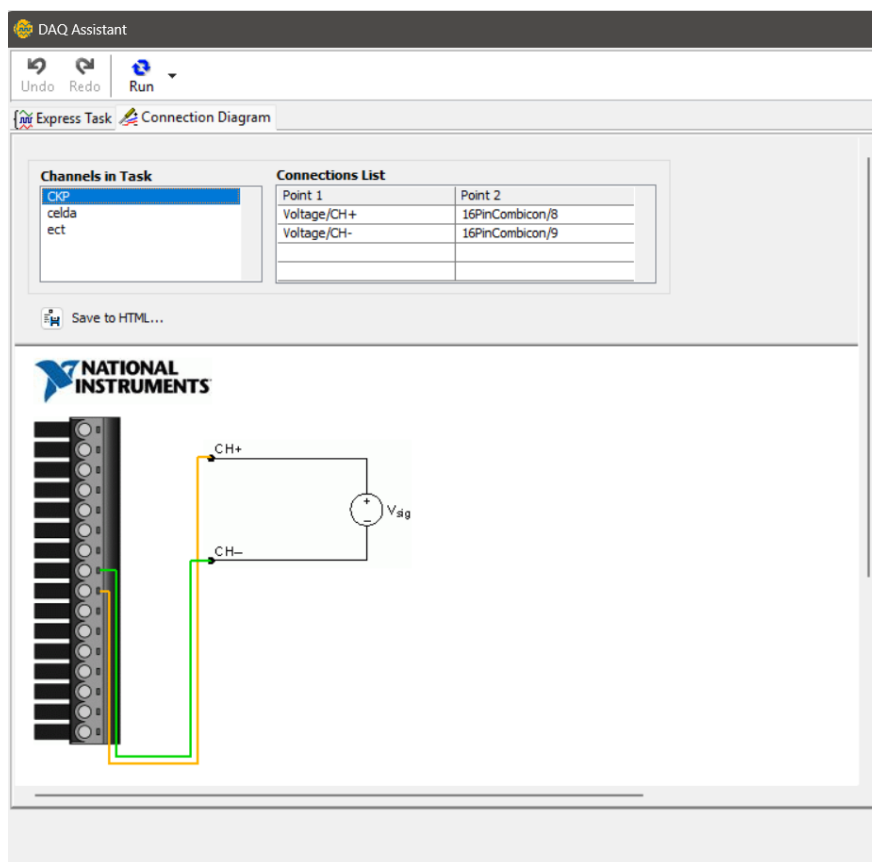 DAQ Assistant
Undo Redo Run
Express Task Connection Diagram
Channels in Task
CKP
celda
ect
Connections List
Point 1 Point 2
Voltage/CH+ 16PinCombicon/8
Voltage/CH- 16PinCombicon/9
Save to HTML...
NATIONAL
INSTRUMENTS
CH+
+
Vsig
−
CH−